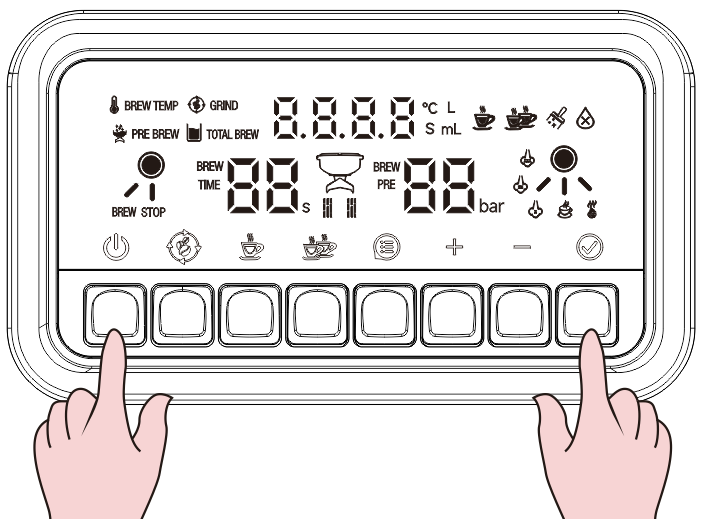 BREW TEMP GRIND 8.8.8.8 °C L
PRE BREW TOTAL BREW S mL
BREW TIME 88 s BREW PRE 88 bar
BREW STOP